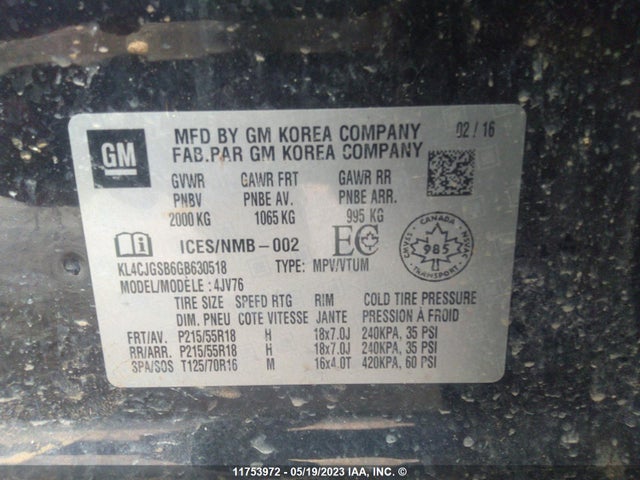 GM
MFD BY GM KOREA COMPANY
FAB.PAR GM KOREA COMPANY
02 / 16
GVWR GAWR FRT GAWR RR
PNBV PNBE AV. PNBE ARR.
2000 KG 1065 KG 995 KG
ICES/NMB-002
EC
CANADA
985
TRANSPORT
CMVSS
NSVAC
KL4CJGSB6GB630518 TYPE: MPV/VTUM
MODEL/MODÈLE: 4JV76
TIRE SIZE SPEED RTG RIM COLD TIRE PRESSURE
DIM. PNEU COTE VITESSE JANTE PRESSION À FROID
FRT/AV. P215/55R18 H 18x7.0J 240KPA, 35 PSI
RR/ARR. P215/55R18 H 18x7.0J 240KPA, 35 PSI
SPA/SOS T125/70R16 M 16x4.0T 420KPA, 60 PSI
11753972 - 05/19/2023 IAA, Inc.